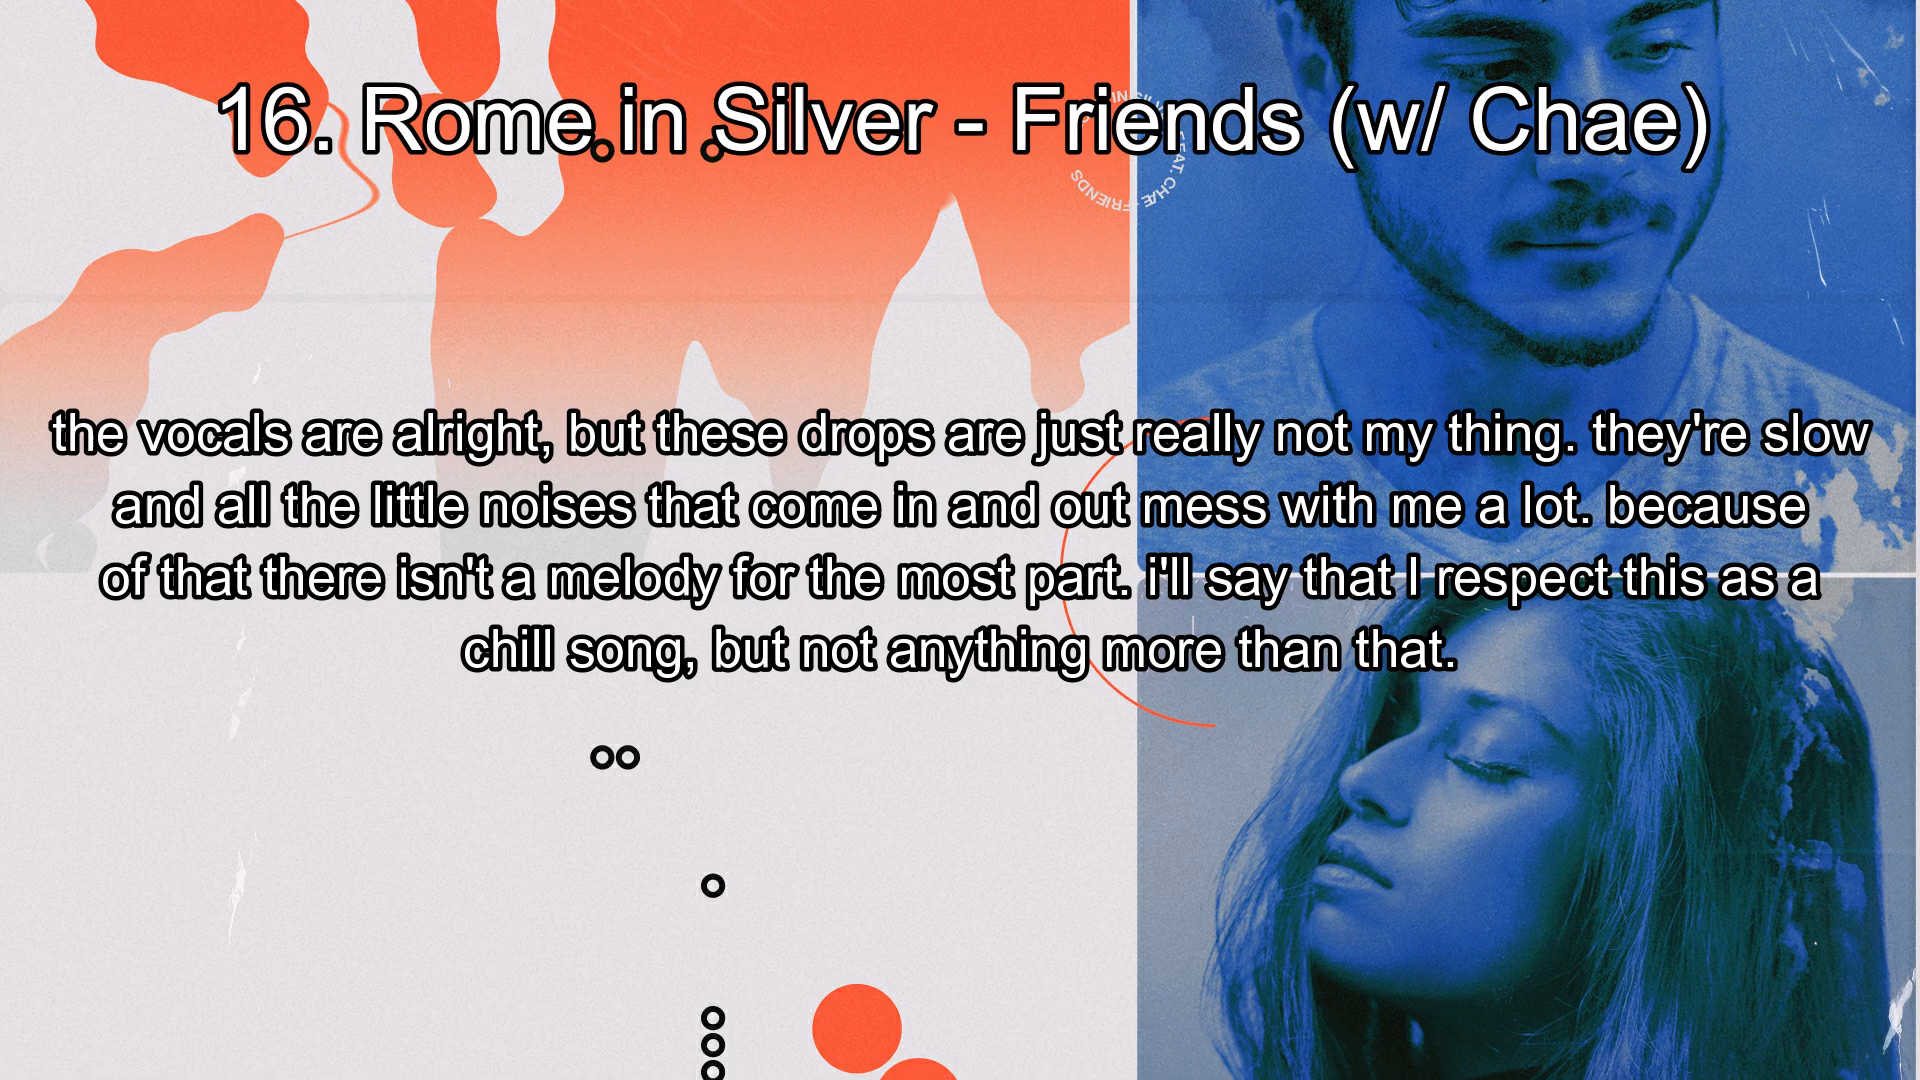 16. Rome in Silver - Friends (w/ Chae)
the vocals are alright, but these drops are just really not my thing. they're slow
and all the little noises that come in and out mess with me a lot. because
of that there isn't a melody for the most part. i'll say that I respect this as a
chill song, but not anything more than that.
FEAT. CHÆ - FRIENDS